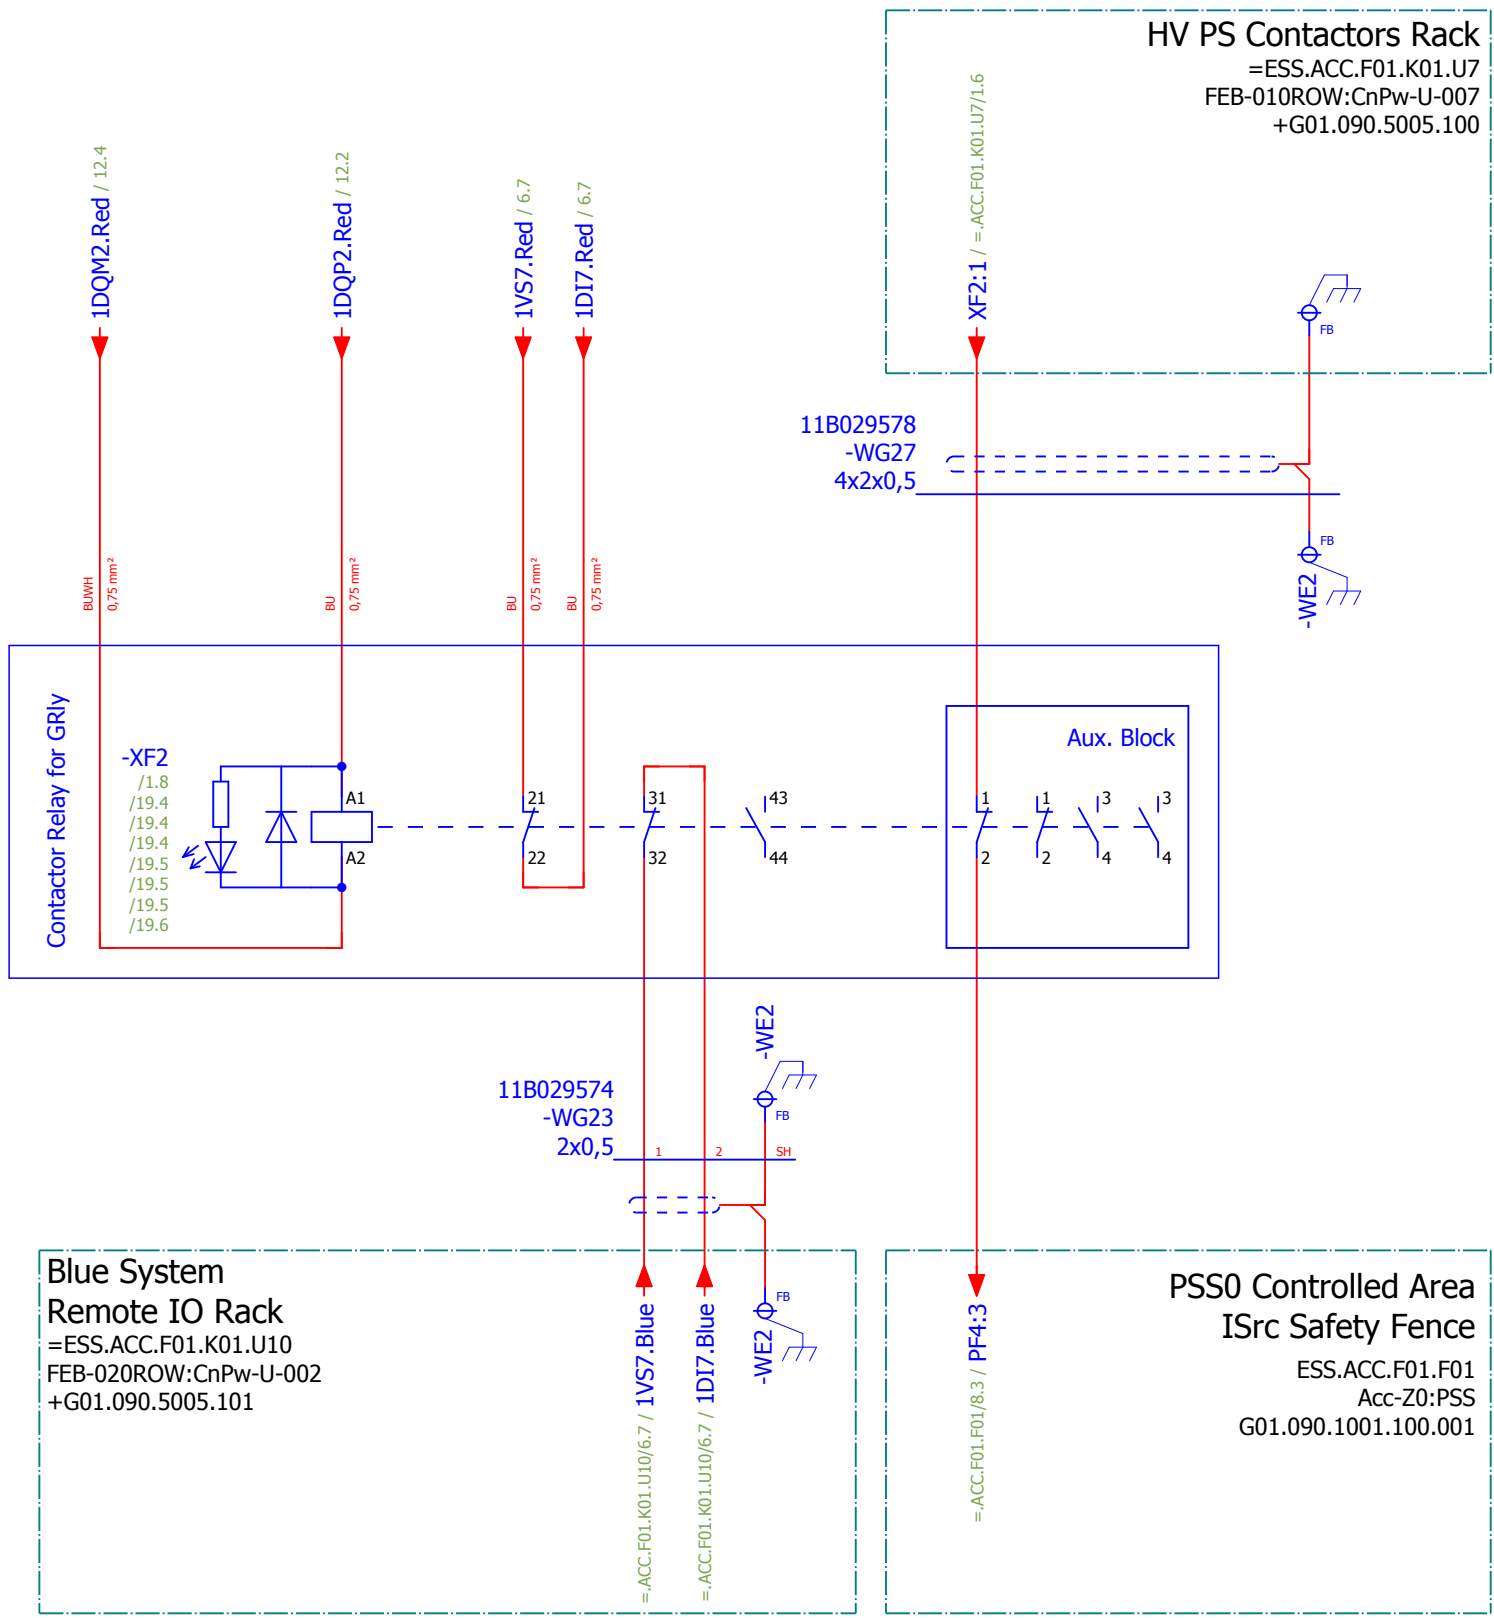 HV PS Contactors Rack
=ESS.ACC.F01.K01.U7
FEB-010ROW:CnPw-U-007
+G01.090.5005.100
1DQM2.Red / 12.4
1DQP2.Red / 12.2
1VS7.Red / 6.7
1DI7.Red / 6.7
XF2:1 / =.ACC.F01.K01.U7/1.6
FB
11B029578
-WG27
4x2x0,5
FB
-WE2
BUWH
0,75 mm²
BU
0,75 mm²
BU
0,75 mm²
BU
0,75 mm²
Contactor Relay for GRly
-XF2
/1.8
/19.4
/19.4
/19.4
/19.5
/19.5
/19.5
/19.6
A1
A2
21
22
31
32
43
44
Aux. Block
1
2
1
2
3
4
3
4
-WE2
FB
11B029574
-WG23
2x0,5
1
2
SH
Blue System
Remote IO Rack
=ESS.ACC.F01.K01.U10
FEB-020ROW:CnPw-U-002
+G01.090.5005.101
=.ACC.F01.K01.U10/6.7 / 1VS7.Blue
=.ACC.F01.K01.U10/6.7 / 1DI7.Blue
FB
-WE2
=.ACC.F01.F01/8.3 / PF4:3
PSS0 Controlled Area
ISrc Safety Fence
ESS.ACC.F01.F01
Acc-Z0:PSS
G01.090.1001.100.001